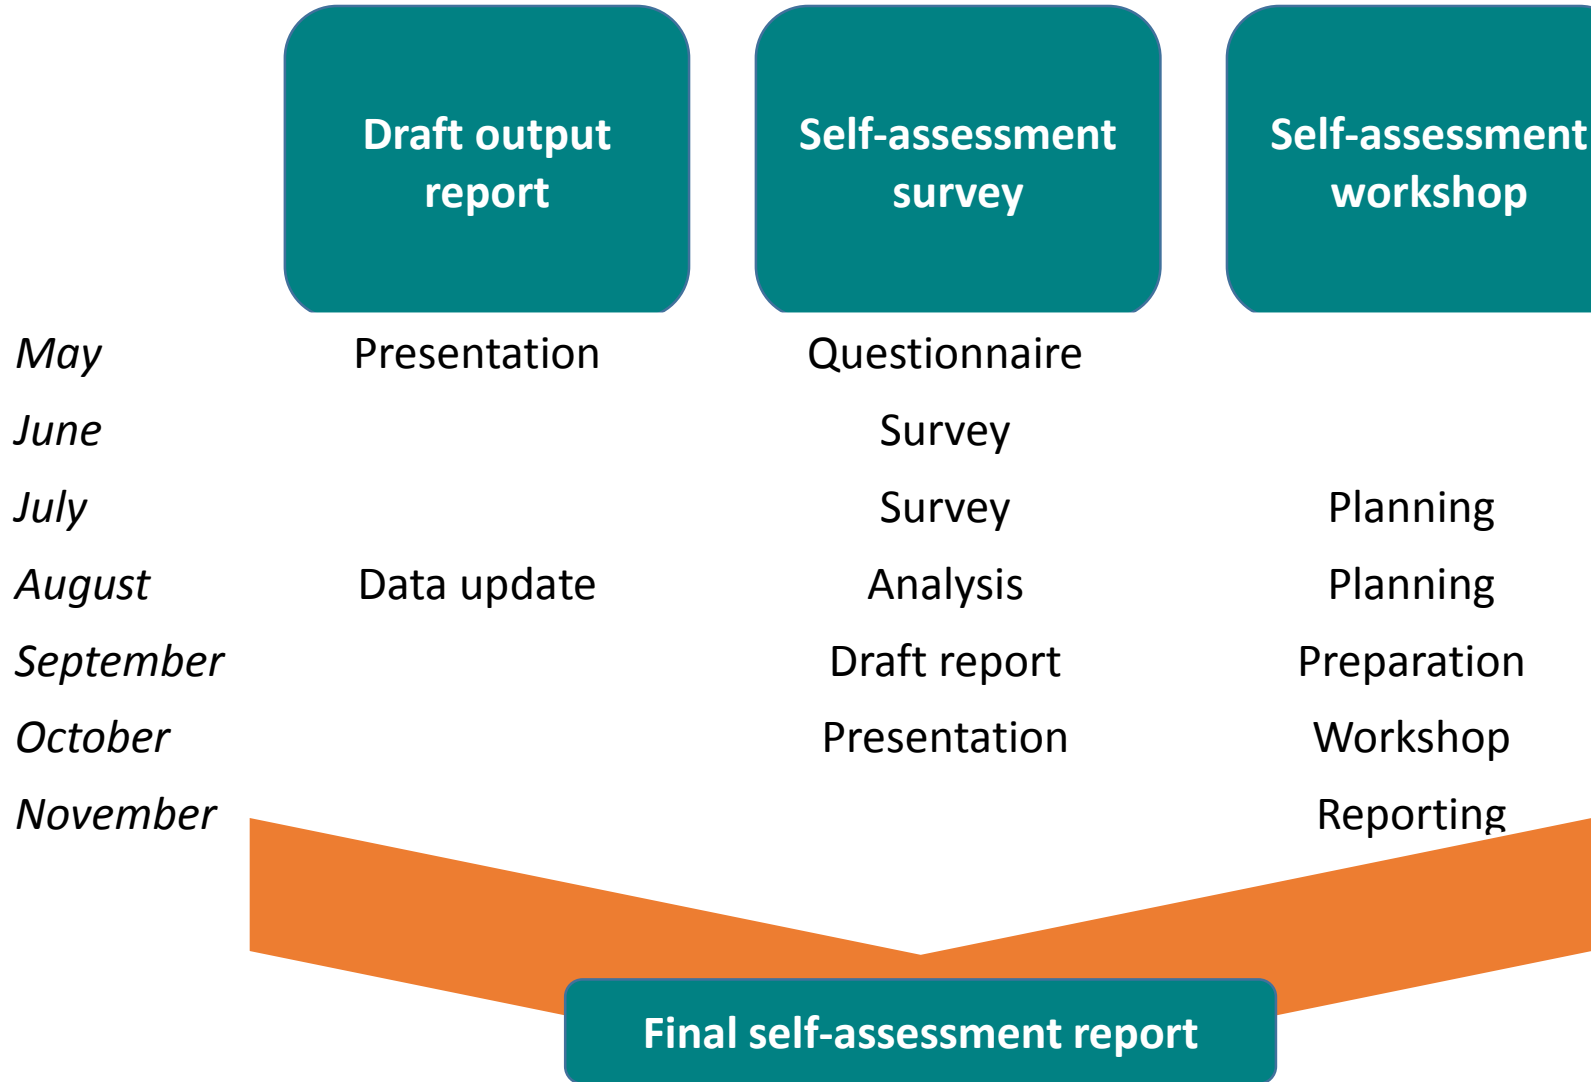 Draft output
report
Self-assessment
survey
Self-assessment
workshop
May Presentation Questionnaire
June Survey
July Survey Planning
August Data update Analysis Planning
September Draft report Preparation
October Presentation Workshop
November Reporting
Final self-assessment report